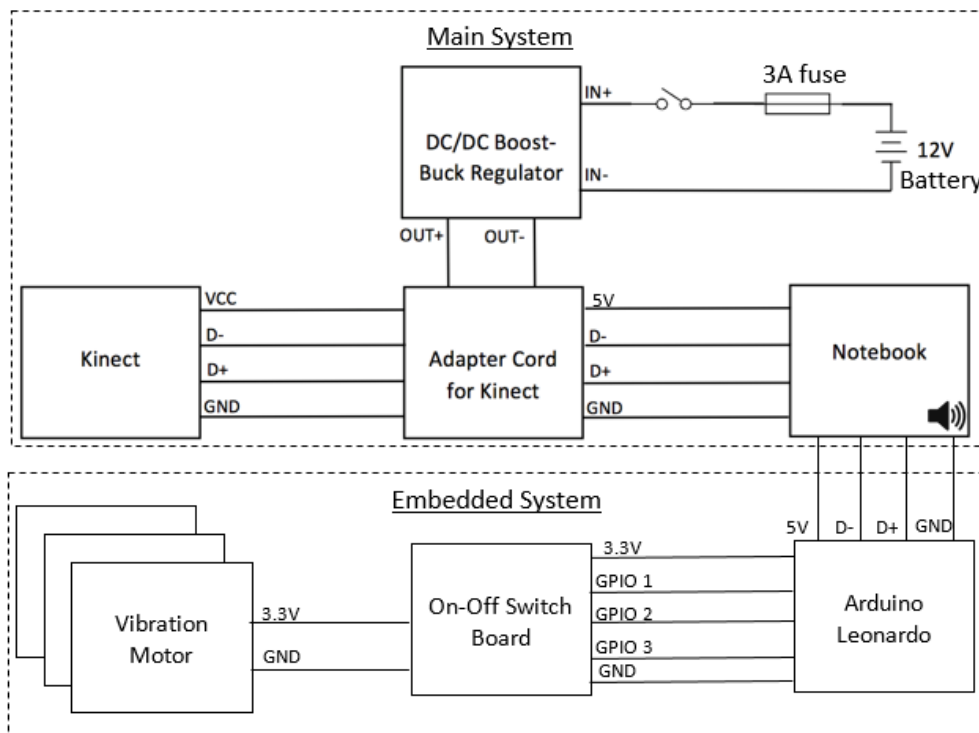 Main System
3A fuse
IN+
DC/DC Boost-
Buck Regulator
12V
Battery
IN-
OUT+
OUT-
VCC
5V
D-
D-
Kinect
Adapter Cord
for Kinect
Notebook
D+
D+
GND
GND
Embedded System
5V
D-
D+
GND
3.3V
GPIO 1
On-Off Switch
Board
Arduino
Leonardo
3.3V
GPIO 2
Vibration
Motor
GND
GPIO 3
GND